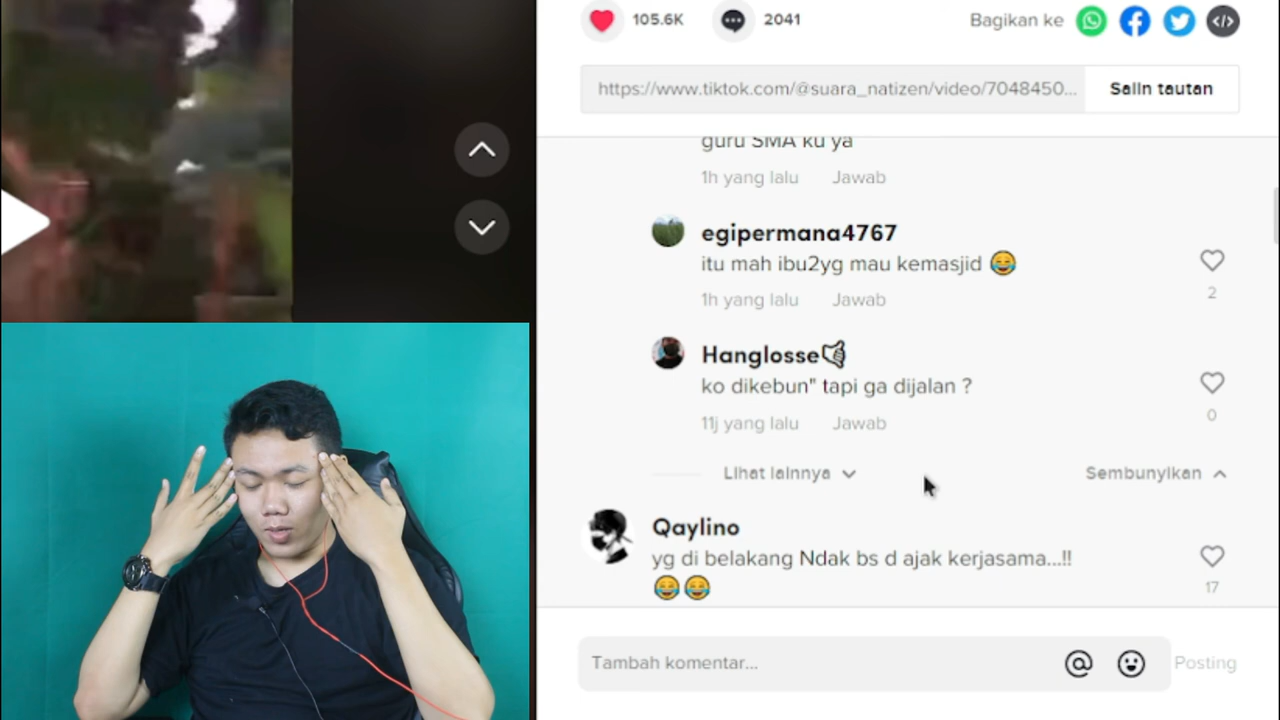 105.6K
2041
Bagikan ke
https://www.tiktok.com/@suara_natizen/video/7048450...
Salin tautan
guru SMA ku ya
1h yang lalu Jawab
egipermana4767
itu mah ibu2yg mau kemasjid 😂
2
1h yang lalu Jawab
Hanglosse
ko dikebun" tapi ga dijalan ?
0
11j yang lalu Jawab
Lihat lainnya
Sembunyikan
Qaylino
yg di belakang Ndak bs d ajak kerjasama...!!
😂😂
17
Tambah komentar...
Posting